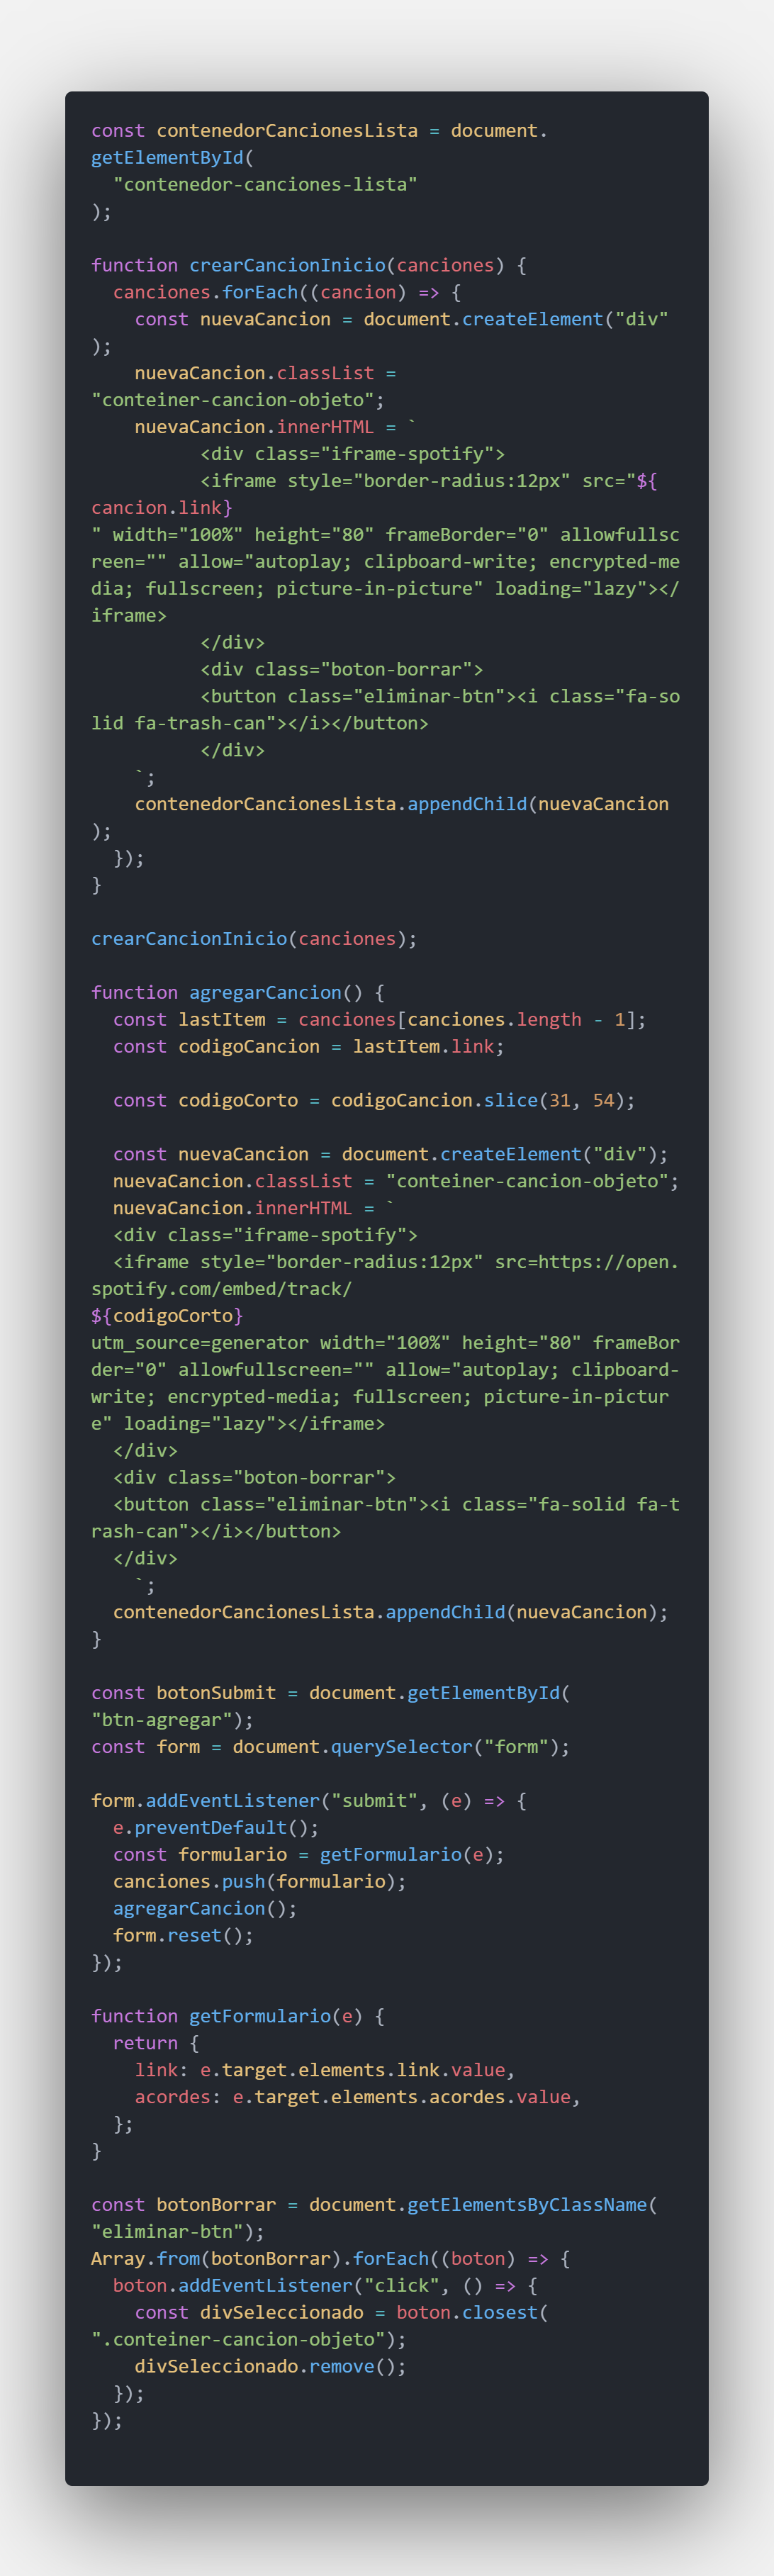 const contenedorCancionesLista = document.
getElementById(
  "contenedor-canciones-lista"
);

function crearCancionInicio(canciones) {
  canciones.forEach((cancion) => {
    const nuevaCancion = document.createElement("div"
);
    nuevaCancion.classList =
"conteiner-cancion-objeto";
    nuevaCancion.innerHTML = `
          <div class="iframe-spotify">
          <iframe style="border-radius:12px" src="${
cancion.link}
" width="100%" height="80" frameBorder="0" allowfullsc
reen="" allow="autoplay; clipboard-write; encrypted-me
dia; fullscreen; picture-in-picture" loading="lazy"></
iframe>
          </div>
          <div class="boton-borrar">
          <button class="eliminar-btn"><i class="fa-so
lid fa-trash-can"></i></button>
          </div>
    `;
    contenedorCancionesLista.appendChild(nuevaCancion
);
  });
}

crearCancionInicio(canciones);

function agregarCancion() {
  const lastItem = canciones[canciones.length - 1];
  const codigoCancion = lastItem.link;

  const codigoCorto = codigoCancion.slice(31, 54);

  const nuevaCancion = document.createElement("div");
  nuevaCancion.classList = "conteiner-cancion-objeto";
  nuevaCancion.innerHTML = `
  <div class="iframe-spotify">
  <iframe style="border-radius:12px" src=https://open.
spotify.com/embed/track/
${codigoCorto}
utm_source=generator width="100%" height="80" frameBor
der="0" allowfullscreen="" allow="autoplay; clipboard-
write; encrypted-media; fullscreen; picture-in-pictur
e" loading="lazy"></iframe>
  </div>
  <div class="boton-borrar">
  <button class="eliminar-btn"><i class="fa-solid fa-t
rash-can"></i></button>
  </div>
    `;
  contenedorCancionesLista.appendChild(nuevaCancion);
}

const botonSubmit = document.getElementById(
"btn-agregar");
const form = document.querySelector("form");

form.addEventListener("submit", (e) => {
  e.preventDefault();
  const formulario = getFormulario(e);
  canciones.push(formulario);
  agregarCancion();
  form.reset();
});

function getFormulario(e) {
  return {
    link: e.target.elements.link.value,
    acordes: e.target.elements.acordes.value,
  };
}

const botonBorrar = document.getElementsByClassName(
"eliminar-btn");
Array.from(botonBorrar).forEach((boton) => {
  boton.addEventListener("click", () => {
    const divSeleccionado = boton.closest(
".conteiner-cancion-objeto");
    divSeleccionado.remove();
  });
});